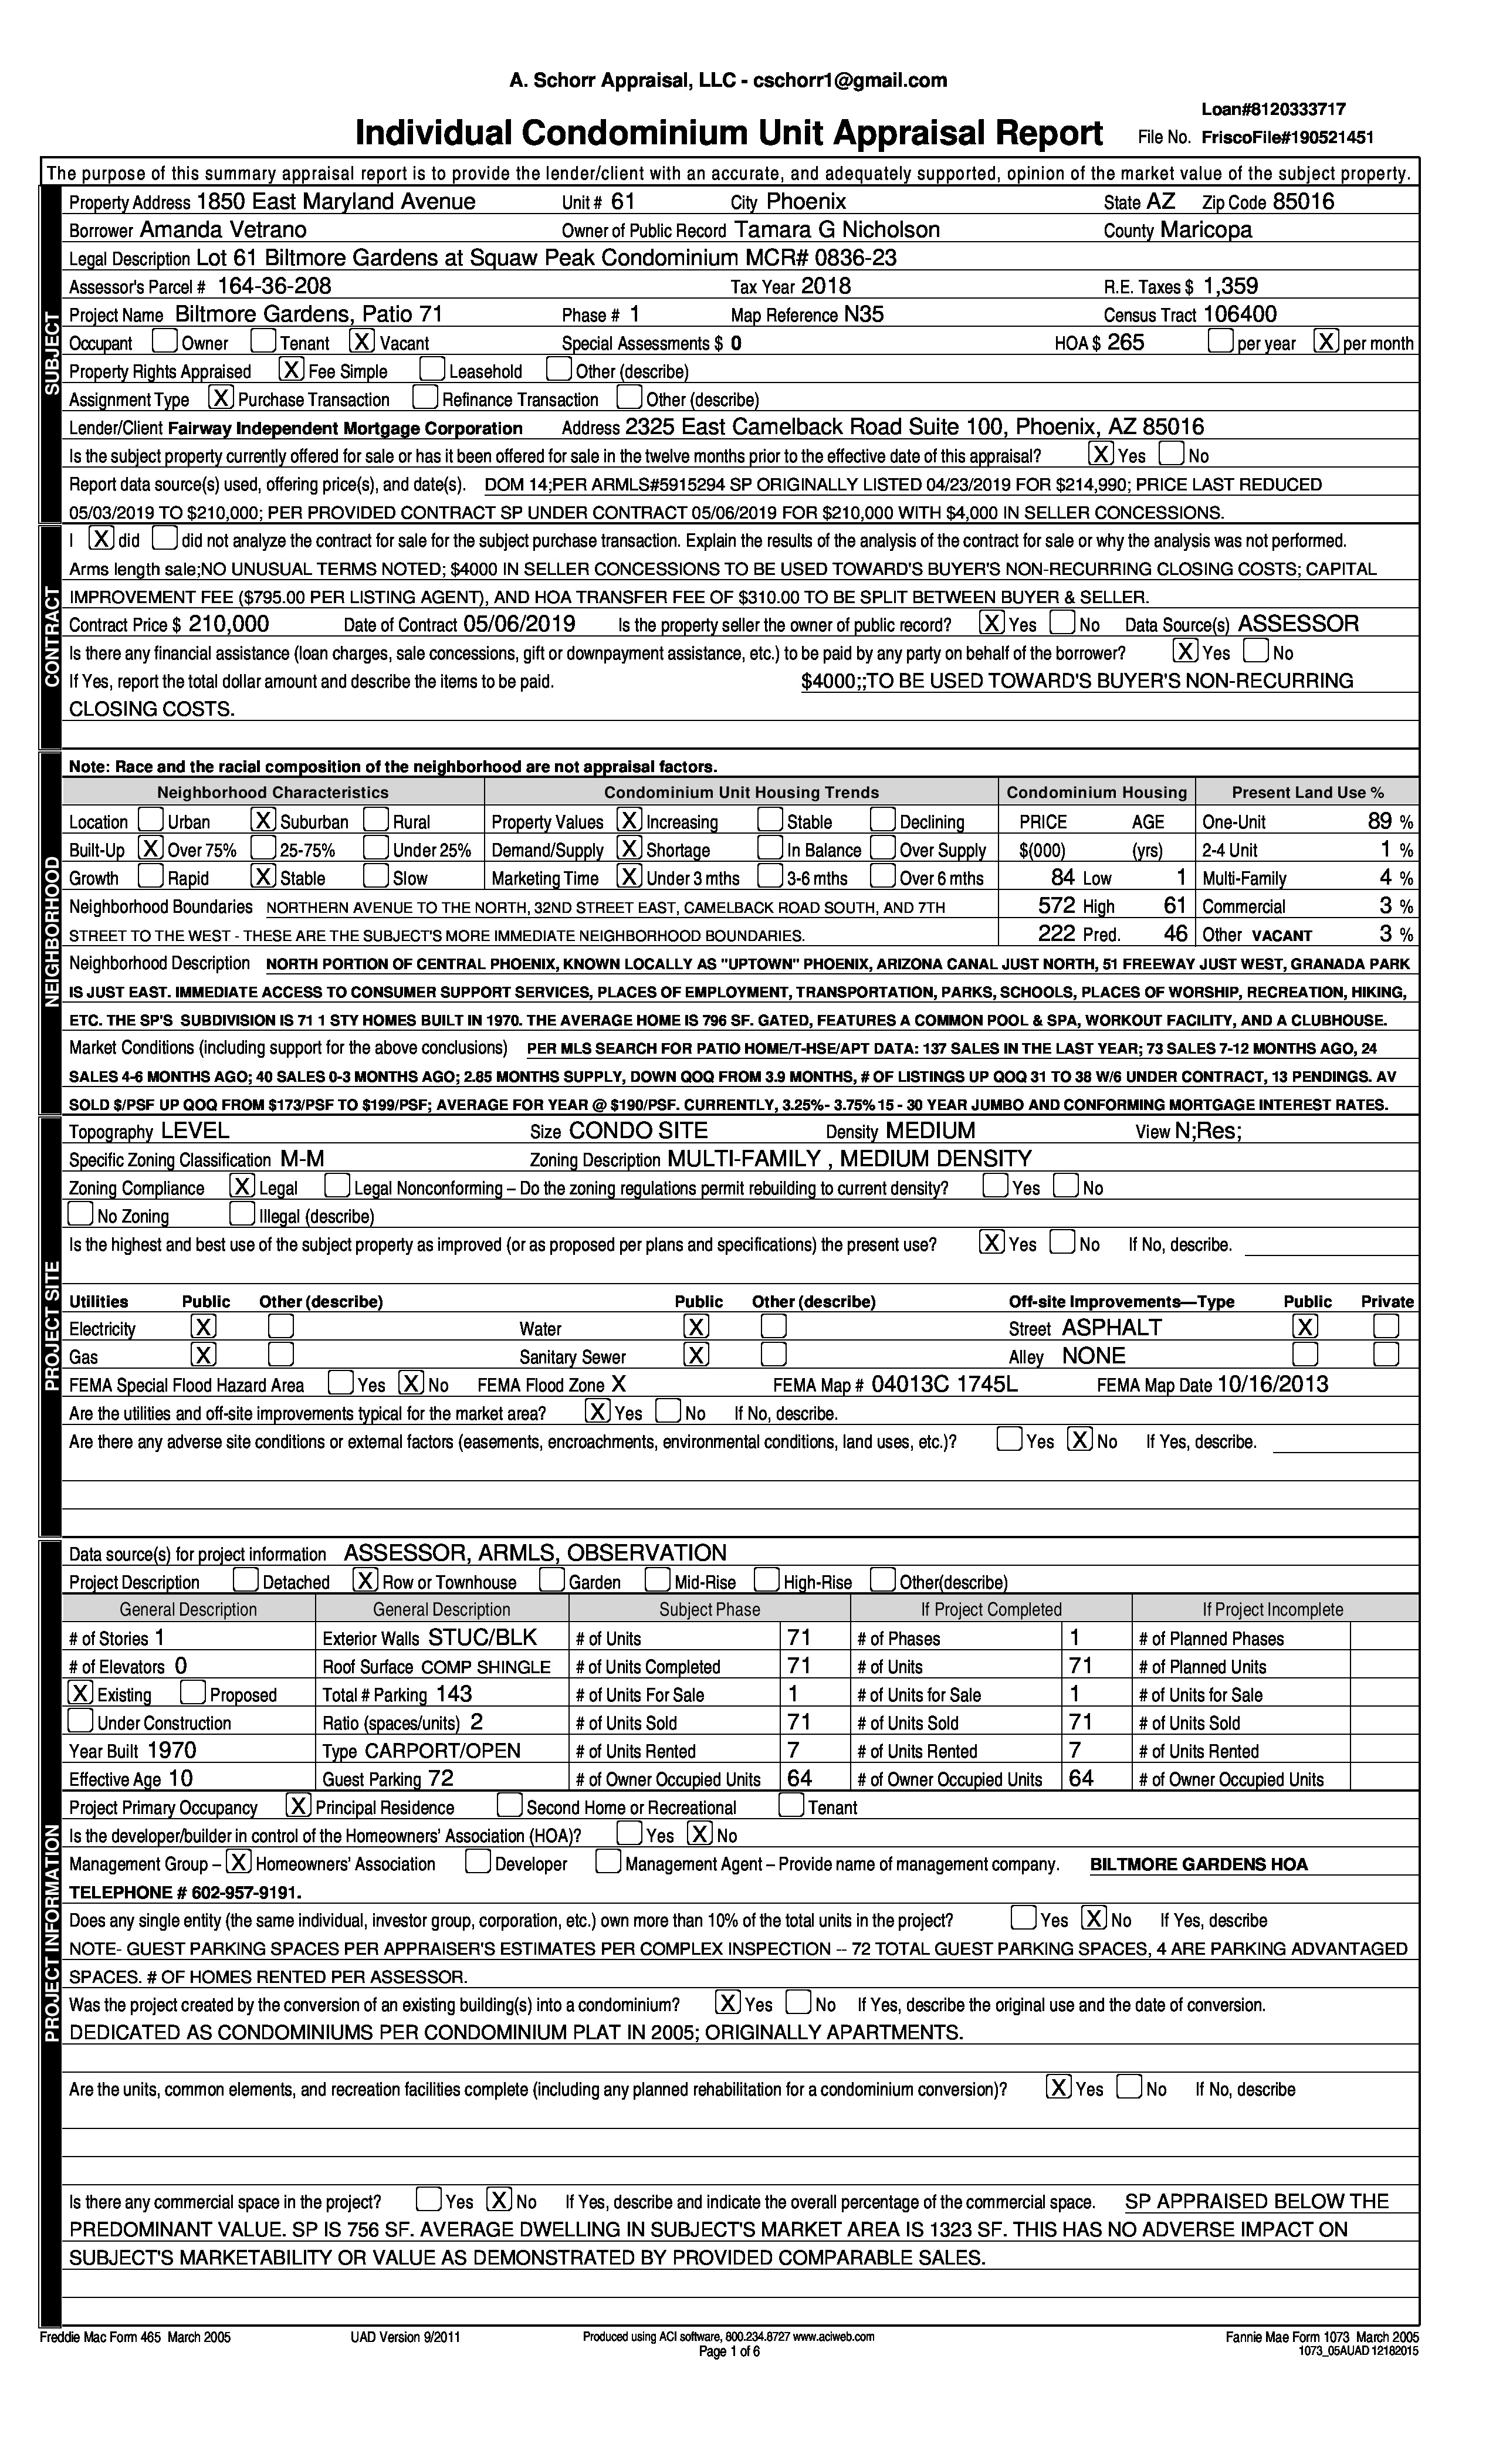 A. Schorr Appraisal, LLC - cschorr1@gmail.com
Loan#8120333717
Individual Condominium Unit Appraisal Report File No. FriscoFile#190521451
The purpose of this summary appraisal report is to provide the lender/client with an accurate, and adequately supported, opinion of the market value of the subject property.
SUBJECT
Property Address 1850 East Maryland Avenue Unit # 61 City Phoenix State AZ Zip Code 85016
Borrower Amanda Vetrano Owner of Public Record Tamara G Nicholson County Maricopa
Legal Description Lot 61 Biltmore Gardens at Squaw Peak Condominium MCR# 0836-23
Assessor's Parcel # 164-36-208 Tax Year 2018 R.E. Taxes $ 1,359
Project Name Biltmore Gardens, Patio 71 Phase # 1 Map Reference N35 Census Tract 106400
Occupant Owner Tenant X Vacant Special Assessments $ 0 HOA $ 265 per year X per month
Property Rights Appraised X Fee Simple Leasehold Other (describe)
Assignment Type X Purchase Transaction Refinance Transaction Other (describe)
Lender/Client Fairway Independent Mortgage Corporation Address 2325 East Camelback Road Suite 100, Phoenix, AZ 85016
Is the subject property currently offered for sale or has it been offered for sale in the twelve months prior to the effective date of this appraisal? X Yes No
Report data source(s) used, offering price(s), and date(s). DOM 14;PER ARMLS#5915294 SP ORIGINALLY LISTED 04/23/2019 FOR $214,990; PRICE LAST REDUCED
05/03/2019 TO $210,000; PER PROVIDED CONTRACT SP UNDER CONTRACT 05/06/2019 FOR $210,000 WITH $4,000 IN SELLER CONCESSIONS.
CONTRACT
I X did did not analyze the contract for sale for the subject purchase transaction. Explain the results of the analysis of the contract for sale or why the analysis was not performed.
Arms length sale;NO UNUSUAL TERMS NOTED; $4000 IN SELLER CONCESSIONS TO BE USED TOWARD'S BUYER'S NON-RECURRING CLOSING COSTS; CAPITAL
IMPROVEMENT FEE ($795.00 PER LISTING AGENT), AND HOA TRANSFER FEE OF $310.00 TO BE SPLIT BETWEEN BUYER & SELLER.
Contract Price $ 210,000 Date of Contract 05/06/2019 Is the property seller the owner of public record? X Yes No Data Source(s) ASSESSOR
Is there any financial assistance (loan charges, sale concessions, gift or downpayment assistance, etc.) to be paid by any party on behalf of the borrower? X Yes No
If Yes, report the total dollar amount and describe the items to be paid. $4000;;TO BE USED TOWARD'S BUYER'S NON-RECURRING
CLOSING COSTS.
NEIGHBORHOOD
Note: Race and the racial composition of the neighborhood are not appraisal factors.
Neighborhood Characteristics Condominium Unit Housing Trends Condominium Housing Present Land Use %
Location Urban X Suburban Rural Property Values X Increasing Stable Declining PRICE AGE One-Unit 89 %
Built-Up X Over 75% 25-75% Under 25% Demand/Supply X Shortage In Balance Over Supply $(000) (yrs) 2-4 Unit 1 %
Growth Rapid X Stable Slow Marketing Time X Under 3 mths 3-6 mths Over 6 mths 84 Low 1 Multi-Family 4 %
Neighborhood Boundaries NORTHERN AVENUE TO THE NORTH, 32ND STREET EAST, CAMELBACK ROAD SOUTH, AND 7TH 572 High 61 Commercial 3 %
STREET TO THE WEST - THESE ARE THE SUBJECT'S MORE IMMEDIATE NEIGHBORHOOD BOUNDARIES. 222 Pred. 46 Other VACANT 3 %
Neighborhood Description NORTH PORTION OF CENTRAL PHOENIX, KNOWN LOCALLY AS "UPTOWN" PHOENIX, ARIZONA CANAL JUST NORTH, 51 FREEWAY JUST WEST, GRANADA PARK
IS JUST EAST. IMMEDIATE ACCESS TO CONSUMER SUPPORT SERVICES, PLACES OF EMPLOYMENT, TRANSPORTATION, PARKS, SCHOOLS, PLACES OF WORSHIP, RECREATION, HIKING,
ETC. THE SP'S SUBDIVISION IS 71 1 STY HOMES BUILT IN 1970. THE AVERAGE HOME IS 796 SF. GATED, FEATURES A COMMON POOL & SPA, WORKOUT FACILITY, AND A CLUBHOUSE.
Market Conditions (including support for the above conclusions) PER MLS SEARCH FOR PATIO HOME/T-HSE/APT DATA: 137 SALES IN THE LAST YEAR; 73 SALES 7-12 MONTHS AGO, 24
SALES 4-6 MONTHS AGO; 40 SALES 0-3 MONTHS AGO; 2.85 MONTHS SUPPLY, DOWN QOQ FROM 3.9 MONTHS, # OF LISTINGS UP QOQ 31 TO 38 W/6 UNDER CONTRACT, 13 PENDINGS. AV
SOLD $/PSF UP QOQ FROM $173/PSF TO $199/PSF; AVERAGE FOR YEAR @ $190/PSF. CURRENTLY, 3.25%- 3.75% 15 - 30 YEAR JUMBO AND CONFORMING MORTGAGE INTEREST RATES.
PROJECT SITE
Topography LEVEL Size CONDO SITE Density MEDIUM View N;Res;
Specific Zoning Classification M-M Zoning Description MULTI-FAMILY , MEDIUM DENSITY
Zoning Compliance X Legal Legal Nonconforming – Do the zoning regulations permit rebuilding to current density? Yes No
No Zoning Illegal (describe)
Is the highest and best use of the subject property as improved (or as proposed per plans and specifications) the present use? X Yes No If No, describe.
Utilities Public Other (describe) Public Other (describe) Off-site Improvements—Type Public Private
Electricity X Water X Street ASPHALT X
Gas X Sanitary Sewer X Alley NONE
FEMA Special Flood Hazard Area Yes X No FEMA Flood Zone X FEMA Map # 04013C 1745L FEMA Map Date 10/16/2013
Are the utilities and off-site improvements typical for the market area? X Yes No If No, describe.
Are there any adverse site conditions or external factors (easements, encroachments, environmental conditions, land uses, etc.)? Yes X No If Yes, describe.
PROJECT INFORMATION
Data source(s) for project information ASSESSOR, ARMLS, OBSERVATION
Project Description Detached X Row or Townhouse Garden Mid-Rise High-Rise Other(describe)
General Description General Description Subject Phase If Project Completed If Project Incomplete
# of Stories 1 Exterior Walls STUC/BLK # of Units 71 # of Phases 1 # of Planned Phases
# of Elevators 0 Roof Surface COMP SHINGLE # of Units Completed 71 # of Units 71 # of Planned Units
X Existing Proposed Total # Parking 143 # of Units For Sale 1 # of Units for Sale 1 # of Units for Sale
Under Construction Ratio (spaces/units) 2 # of Units Sold 71 # of Units Sold 71 # of Units Sold
Year Built 1970 Type CARPORT/OPEN # of Units Rented 7 # of Units Rented 7 # of Units Rented
Effective Age 10 Guest Parking 72 # of Owner Occupied Units 64 # of Owner Occupied Units 64 # of Owner Occupied Units
Project Primary Occupancy X Principal Residence Second Home or Recreational Tenant
Is the developer/builder in control of the Homeowners' Association (HOA)? Yes X No
Management Group – X Homeowners' Association Developer Management Agent – Provide name of management company. BILTMORE GARDENS HOA
TELEPHONE # 602-957-9191.
Does any single entity (the same individual, investor group, corporation, etc.) own more than 10% of the total units in the project? Yes X No If Yes, describe
NOTE- GUEST PARKING SPACES PER APPRAISER'S ESTIMATES PER COMPLEX INSPECTION -- 72 TOTAL GUEST PARKING SPACES, 4 ARE PARKING ADVANTAGED
SPACES. # OF HOMES RENTED PER ASSESSOR.
Was the project created by the conversion of an existing building(s) into a condominium? X Yes No If Yes, describe the original use and the date of conversion.
DEDICATED AS CONDOMINIUMS PER CONDOMINIUM PLAT IN 2005; ORIGINALLY APARTMENTS.
Are the units, common elements, and recreation facilities complete (including any planned rehabilitation for a condominium conversion)? X Yes No If No, describe
Is there any commercial space in the project? Yes X No If Yes, describe and indicate the overall percentage of the commercial space. SP APPRAISED BELOW THE
PREDOMINANT VALUE. SP IS 756 SF. AVERAGE DWELLING IN SUBJECT'S MARKET AREA IS 1323 SF. THIS HAS NO ADVERSE IMPACT ON
SUBJECT'S MARKETABILITY OR VALUE AS DEMONSTRATED BY PROVIDED COMPARABLE SALES.
Freddie Mac Form 465 March 2005 UAD Version 9/2011 Produced using ACI software, 800.234.8727 www.aciweb.com Fannie Mae Form 1073 March 2005
Page 1 of 6 1073_05AUAD 12182015